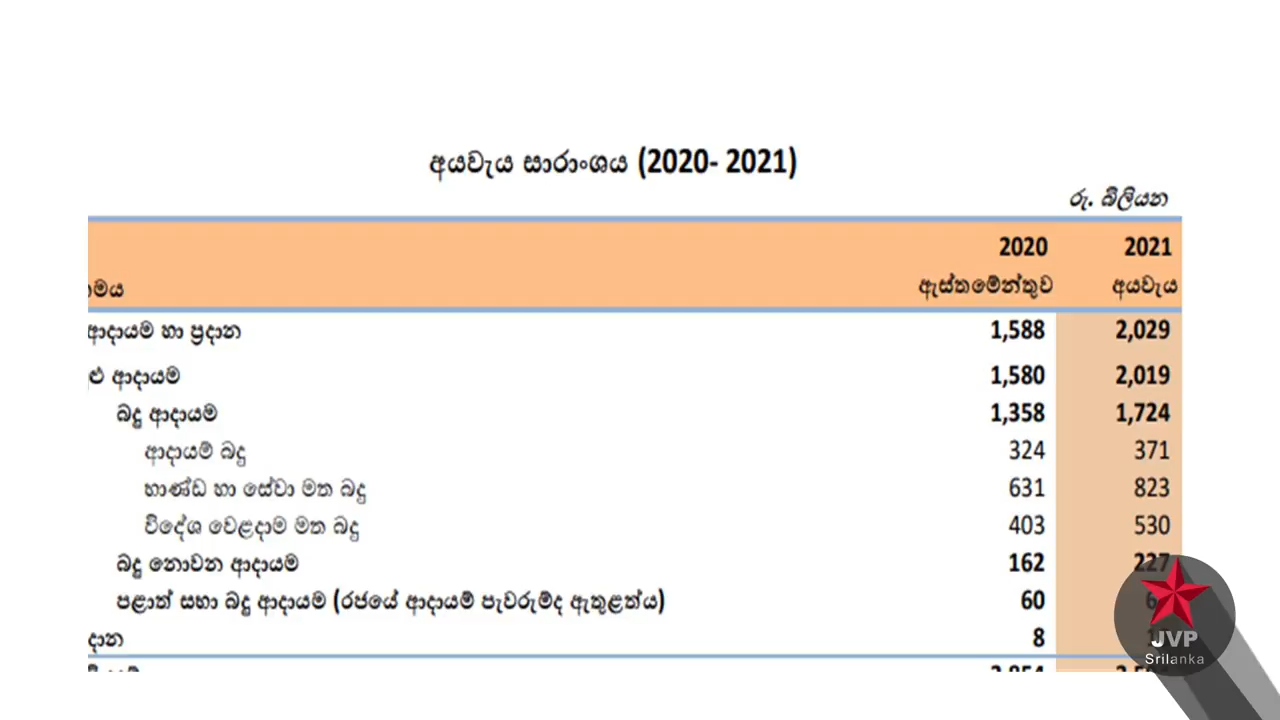 අයවැය සාරාංශය (2020- 2021)
රු. බිලියන
2020 2021
ඇස්තමේන්තුව අයවැය
ආදායම හා ප්‍රදාන 1,588 2,029
ආදායම 1,580 2,019
බදු ආදායම 1,358 1,724
ආදායම් බදු 324 371
භාණ්ඩ හා සේවා මත බදු 631 823
විදේශ වෙළදාම මත බදු 403 530
බදු නොවන ආදායම 162 227
පළාත් සභා බදු ආදායම (රජයේ ආදායම් පැවරුම්ද ඇතුළත්ය) 60
8
JVP
Srilanka